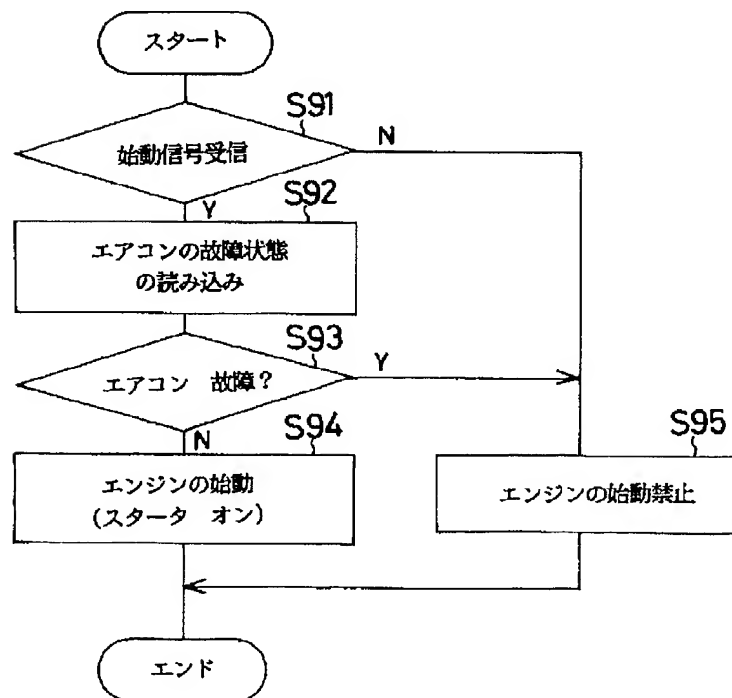 スタート
S91
始動信号受信
N
Y
S92
エアコンの故障状態
の読み込み
S93
エアコン 故障?
Y
N
S94
エンジンの始動
(スタータ オン)
S95
エンジンの始動禁止
エンド